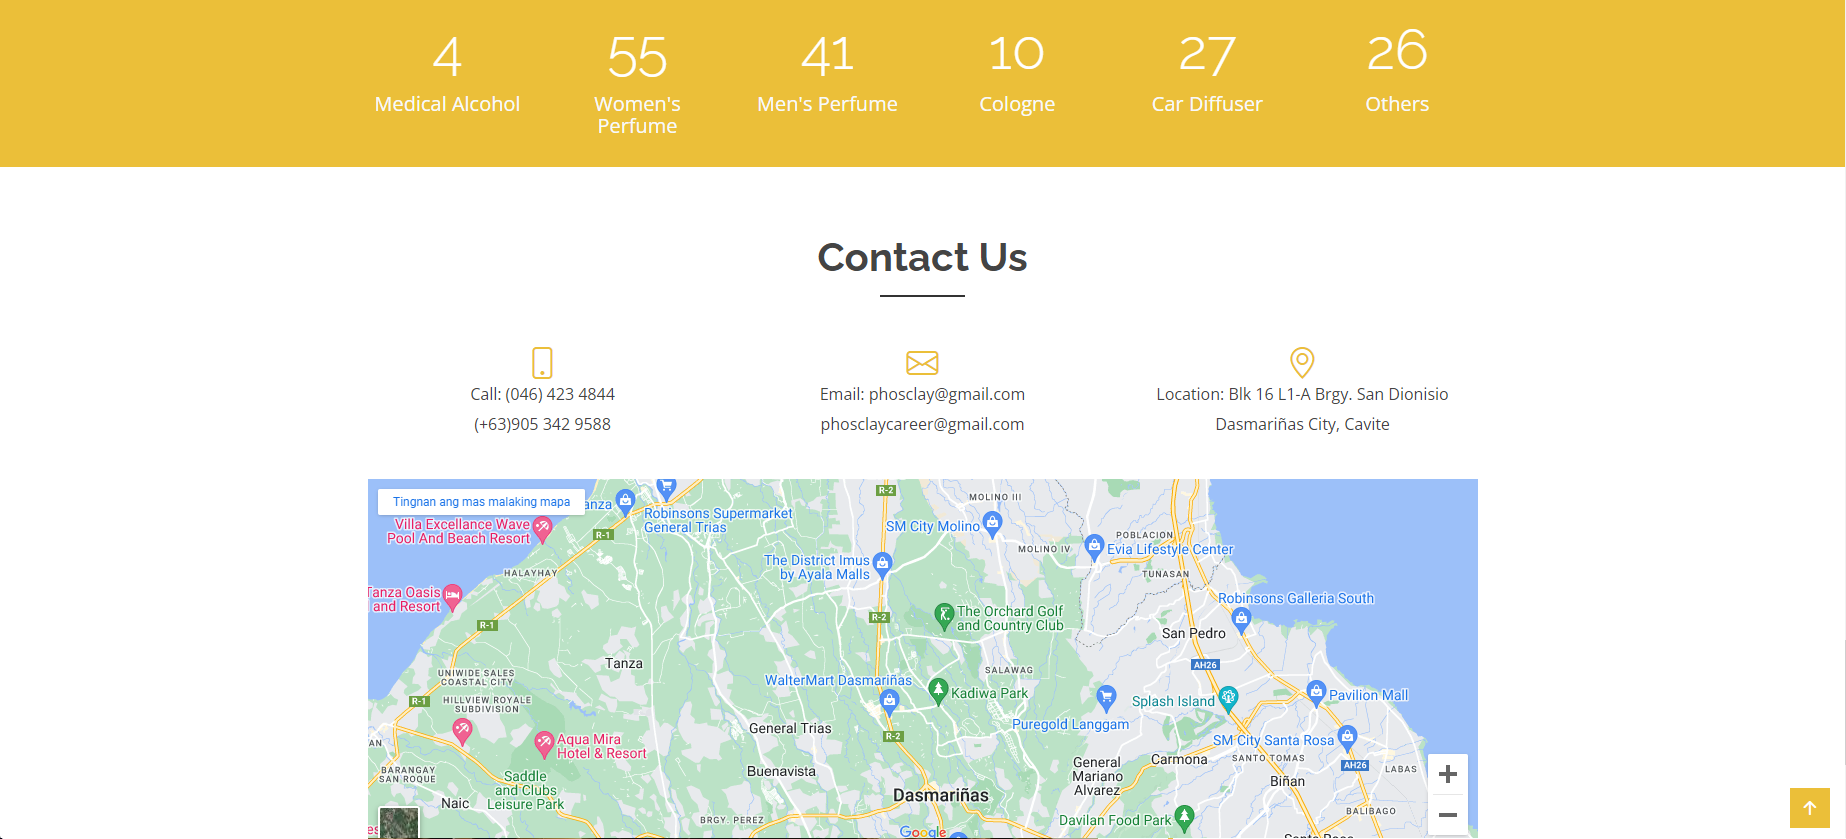 4
55
41
10
27
26
Medical Alcohol
Women's
Perfume
Men's Perfume
Cologne
Car Diffuser
Others
Contact Us
Call: (046) 423 4844
(+63)905 342 9588
Email: phosclay@gmail.com
phosclaycareer@gmail.com
Location: Blk 16 L1-A Brgy. San Dionisio
Dasmariñas City, Cavite
Tingnan ang mas malaking mapa
anza
Robinsons Supermarket
General Trias
R-2
MOLINO III
Villa Excellance Wave
Pool And Beach Resort
R-1
SM City Molino
MOLINO IV
POBLACION
Evia Lifestyle Center
The District Imus
by Ayala Malls
HALAYHAY
TUNASAN
Tanza Oasis
and Resort
Robinsons Galleria South
The Orchard Golf
and Country Club
R-2
R-1
San Pedro
Tanza
AH26
SALAWAG
UNIWIDE SALES
COASTAL CITY
WalterMart Dasmariñas
Kadiwa Park
Splash Island
Pavilion Mall
R-1
HILLVIEW ROYALE
SUBDIVISION
General Trias
R-2
Puregold Langgam
SM City Santa Rosa
AN
Aqua Mira
Hotel & Resort
General
Mariano
Alvarez
Carmona
SANTO TOMAS
AH26
LABAS
BARANGAY
SAN ROQUE
Saddle
and Clubs
Leisure Park
Buenavista
Biñan
Naic
Dasmariñas
BALIBAGO
BRGY. PEREZ
Davilan Food Park
es
Google
Santa Rosa